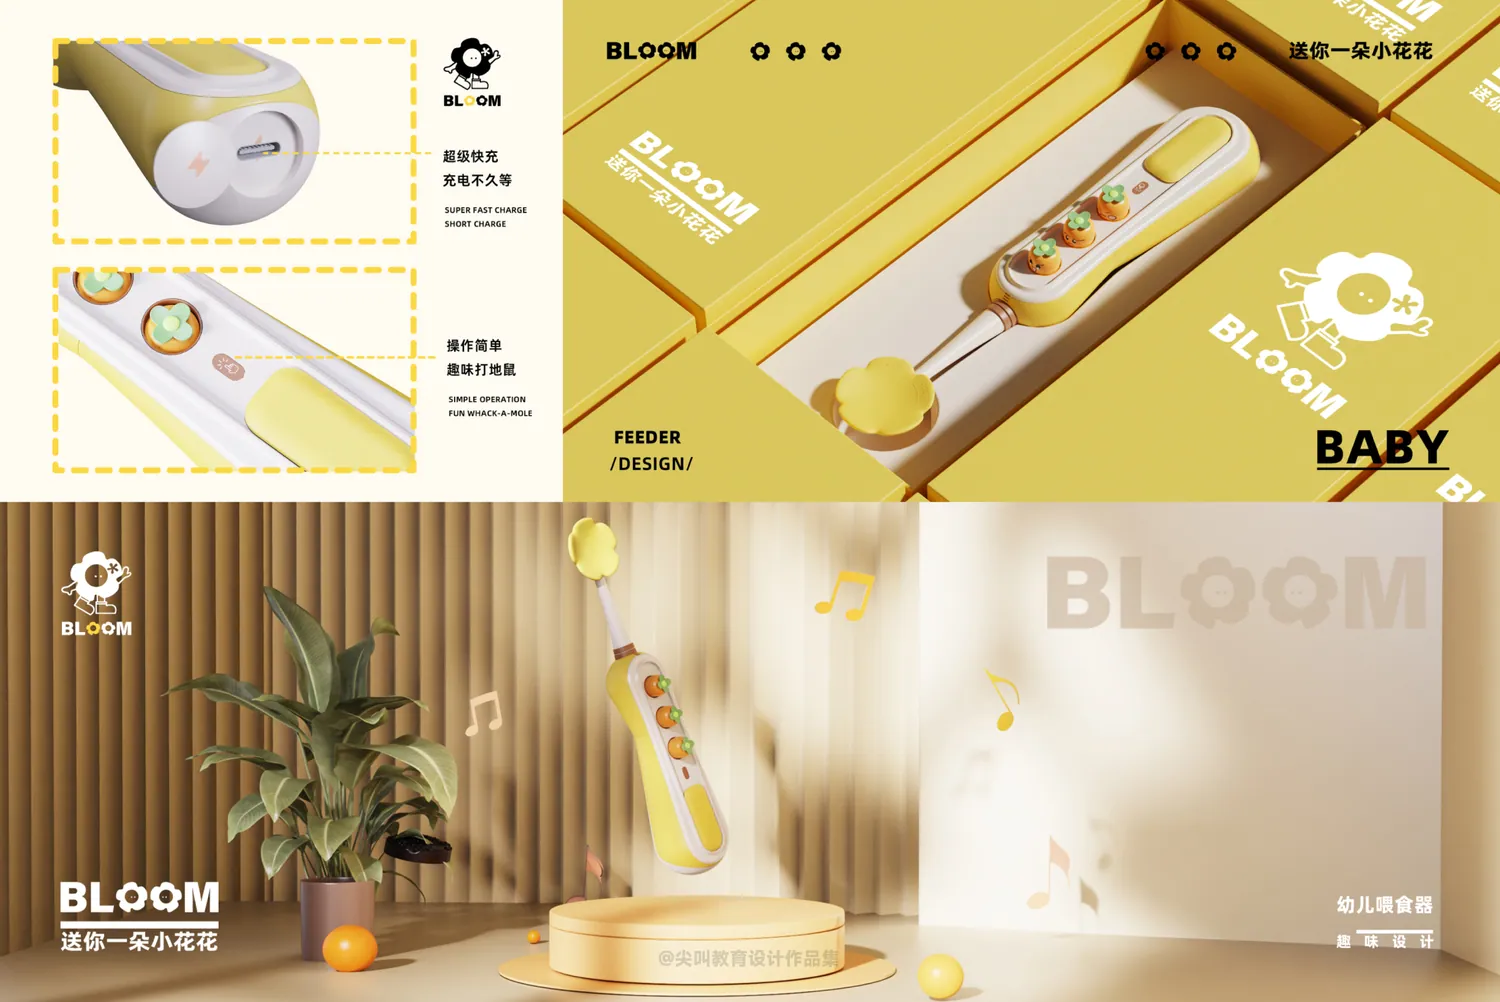 BLOOM
超级快充
充电不久等
SUPER FAST CHARGE
SHORT CHARGE
操作简单
趣味打地鼠
SIMPLE OPERATION
FUN WHACK-A-MOLE
BLOOM
送你一朵小花花
BLOOM
送你一朵小花花
BLOOM
FEEDER
/DESIGN/
BABY
BLOOM
BLOOM
BLOOM
送你一朵小花花
幼儿喂食器
趣味设计
@尖叫教育设计作品集